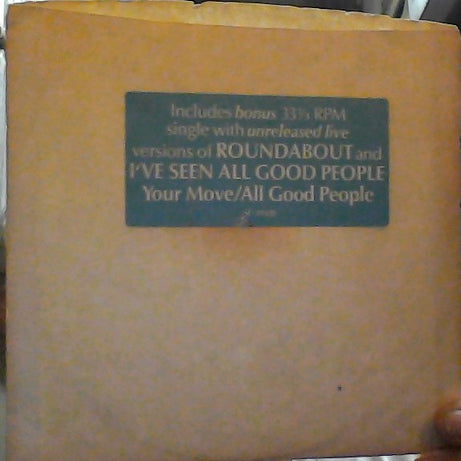 Includes bonus 33⅓ RPM
single with unreleased live
versions of ROUNDABOUT and
I'VE SEEN ALL GOOD PEOPLE
Your Move/All Good People